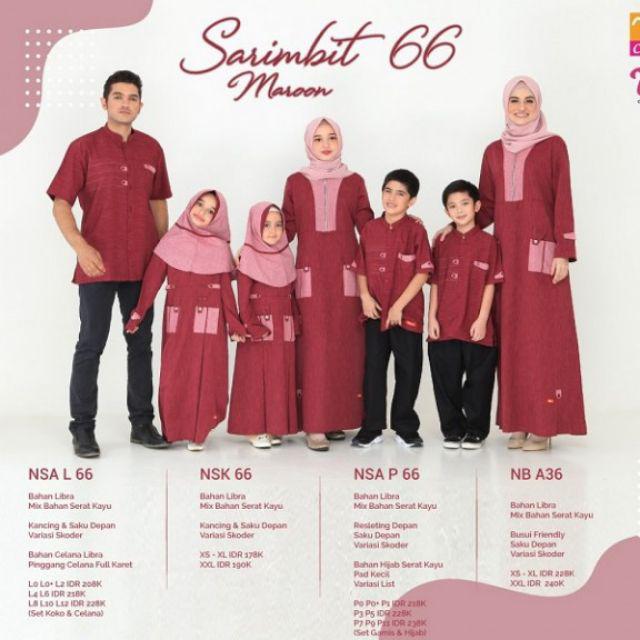 Sarimbit 66
Maroon
NSA L 66
Bahan Libra
Mix Bahan Serat Kayu
Kancing & Saku Depan
Variasi Skoder
Bahan Celana Libra
Pinggang Celana Full Karet
L0 L0+ L2 IDR 208K
L4 L6 IDR 218K
L8 L10 L12 IDR 228K
(Set Koko & Celana)
NSK 66
Bahan Libra
Mix Bahan Serat Kayu
Kancing & Saku Depan
Variasi Skoder
XS - XL IDR 178K
XXL IDR 190K
NSA P 66
Bahan Libra
Mix Bahan Serat Kayu
Resleting Depan
Saku Depan
Variasi Skoder
Bahan Hijab Serat Kayu
Pad Kecil
Variasi List
P0 P0+ P1 IDR 218K
P3 P5 IDR 228K
P7 P9 P11 IDR 238K
(Set Gamis & Hijab)
NB A36
Bahan Libra
Mix Bahan Serat Kayu
Busui Friendly
Saku Depan
Variasi Skoder
XS - XL IDR 228K
XXL IDR 240K